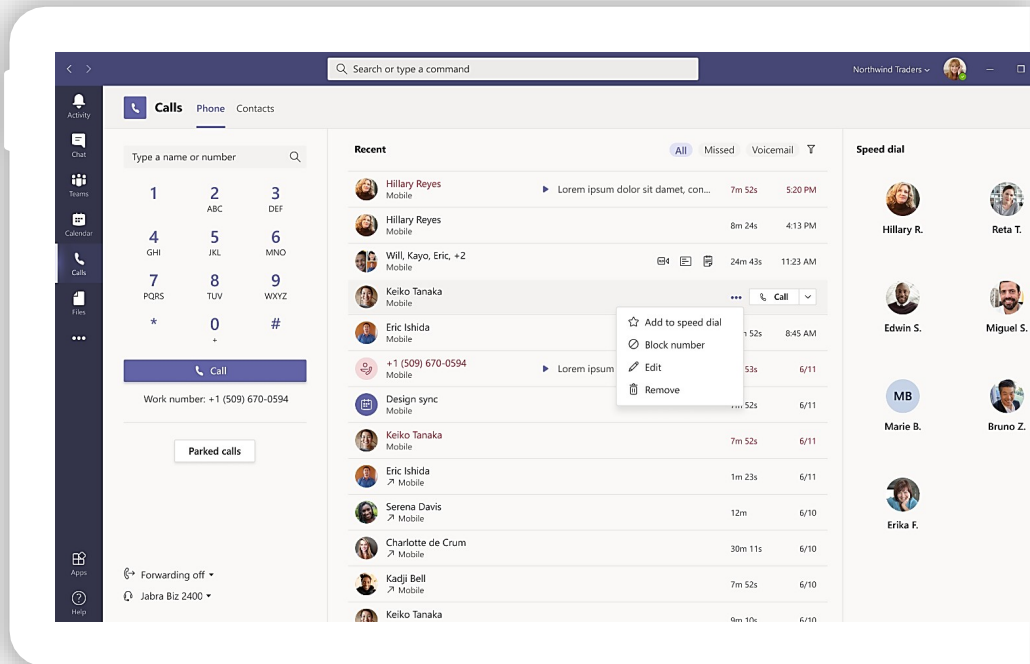 Search or type a command
Northwind Traders
Activity
Chat
Teams
Calendar
Calls
Files
Apps
Help
Calls
Phone
Contacts
Type a name or number
1
2
3
ABC
DEF
4
5
6
GHI
JKL
MNO
7
8
9
PQRS
TUV
WXYZ
*
0
#
+
Call
Work number: +1 (509) 670-0594
Parked calls
Forwarding off
Jabra Biz 2400
Recent
All
Missed
Voicemail
Hillary Reyes
Mobile
Lorem ipsum dolor sit damet, con...
7m 52s
5:20 PM
Hillary Reyes
Mobile
8m 24s
4:13 PM
Will, Kayo, Eric, +2
Mobile
24m 43s
11:23 AM
Keiko Tanaka
Mobile
Call
Add to speed dial
Block number
Edit
Remove
Eric Ishida
Mobile
52s
8:45 AM
+1 (509) 670-0594
Mobile
Lorem ipsum
53s
6/11
Design sync
Mobile
52s
6/11
Keiko Tanaka
Mobile
7m 52s
6/11
Eric Ishida
Mobile
1m 23s
6/11
Serena Davis
Mobile
12m
6/10
Charlotte de Crum
Mobile
30m 11s
6/10
Kadji Bell
Mobile
7m 52s
6/10
Keiko Tanaka
9m 10s
6/10
Speed dial
Hillary R.
Reta T.
Edwin S.
Miguel S.
MB
Marie B.
Bruno Z.
Erika F.